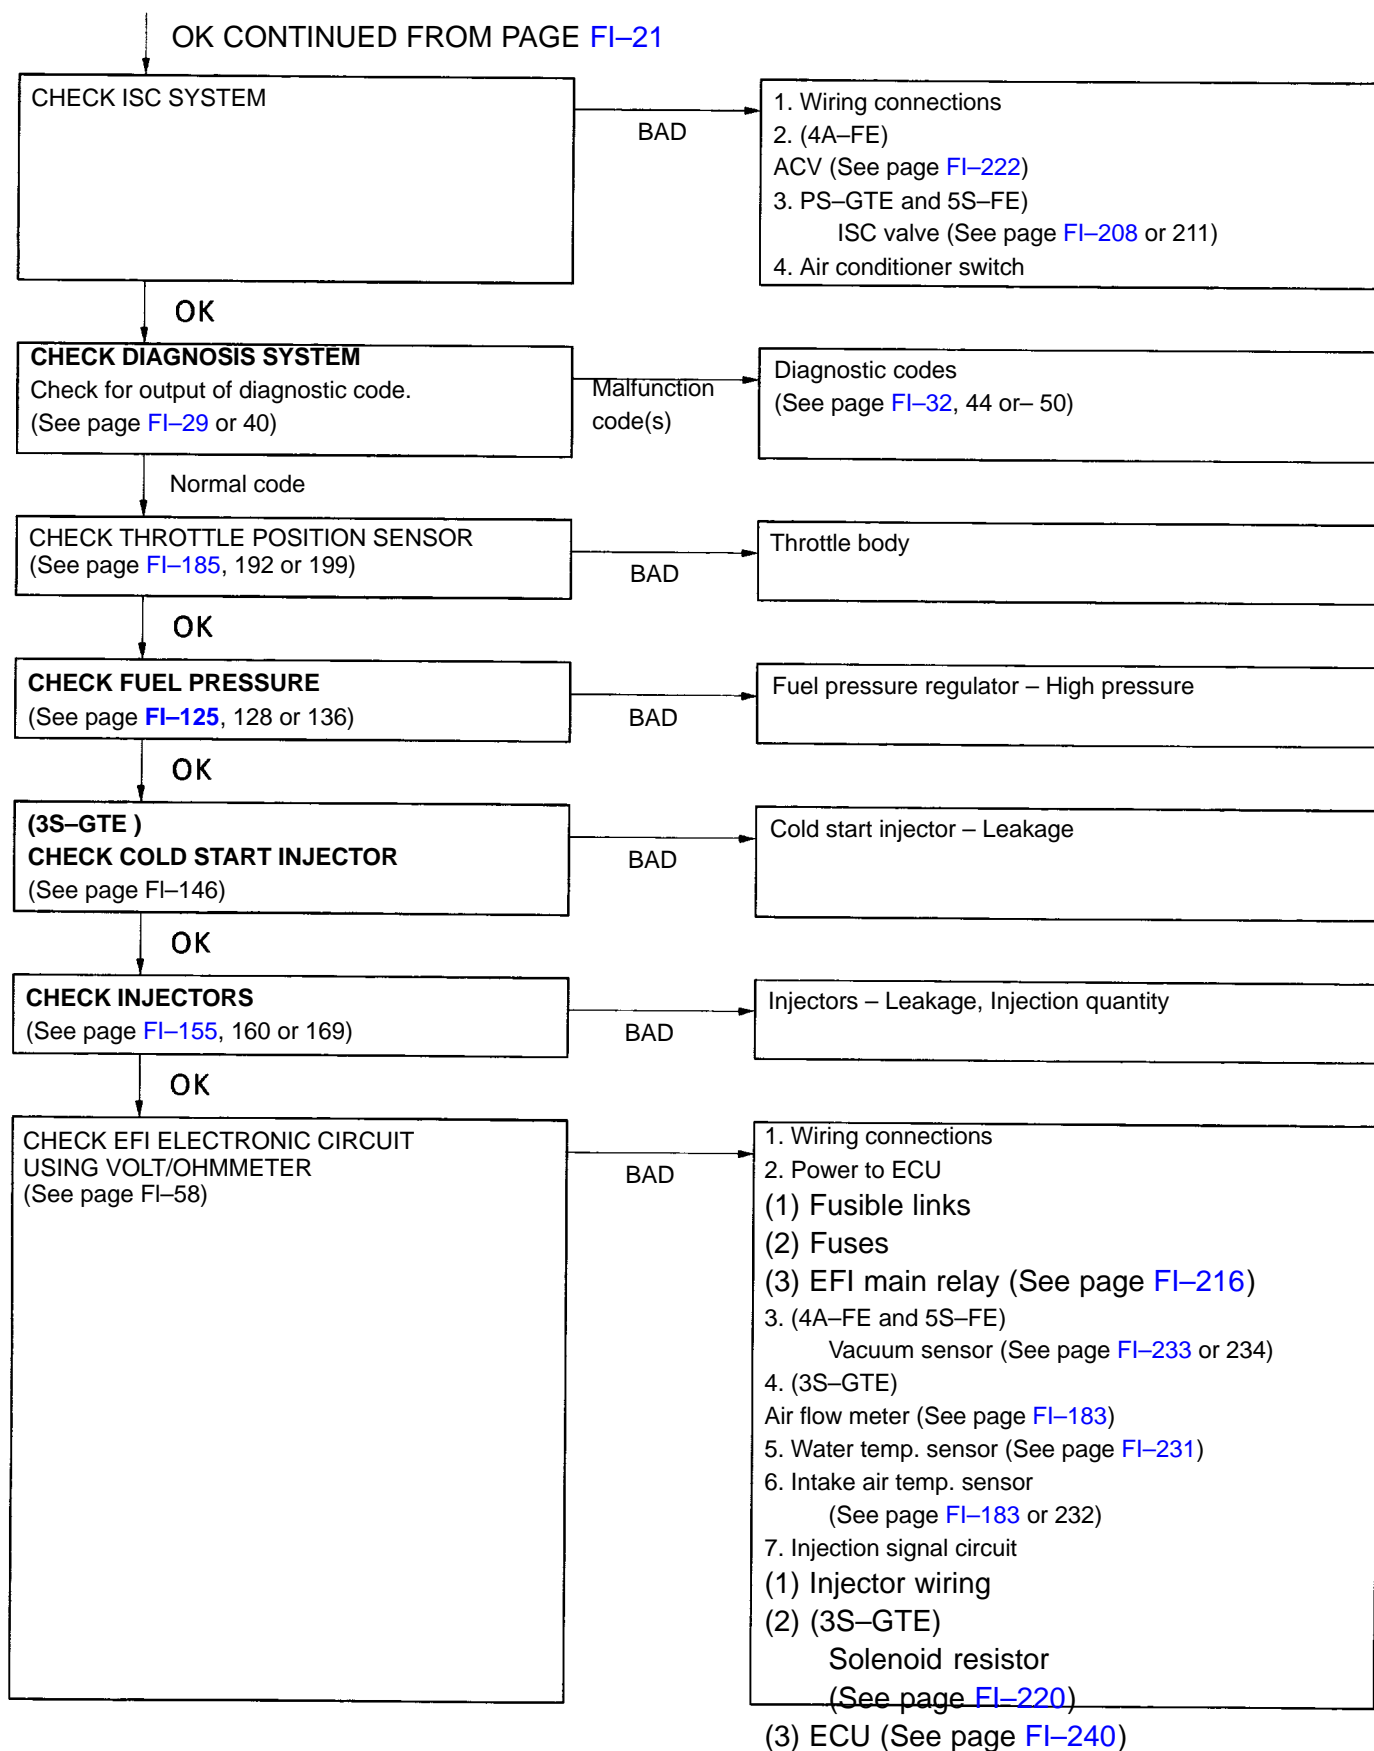 OK CONTINUED FROM PAGE FI–21
CHECK ISC SYSTEM
BAD
1. Wiring connections
2. (4A–FE)
ACV (See page FI–222)
3. PS–GTE and 5S–FE)
ISC valve (See page FI–208 or 211)
4. Air conditioner switch
OK
CHECK DIAGNOSIS SYSTEM
Check for output of diagnostic code.
(See page FI–29 or 40)
Malfunction
code(s)
Diagnostic codes
(See page FI–32, 44 or– 50)
Normal code
CHECK THROTTLE POSITION SENSOR
(See page FI–185, 192 or 199)
BAD
Throttle body
OK
CHECK FUEL PRESSURE
(See page FI–125, 128 or 136)
BAD
Fuel pressure regulator – High pressure
OK
(3S–GTE )
CHECK COLD START INJECTOR
(See page FI–146)
BAD
Cold start injector – Leakage
OK
CHECK INJECTORS
(See page FI–155, 160 or 169)
BAD
Injectors – Leakage, Injection quantity
OK
CHECK EFI ELECTRONIC CIRCUIT
USING VOLT/OHMMETER
(See page FI–58)
BAD
1. Wiring connections
2. Power to ECU
(1) Fusible links
(2) Fuses
(3) EFI main relay (See page FI–216)
3. (4A–FE and 5S–FE)
Vacuum sensor (See page FI–233 or 234)
4. (3S–GTE)
Air flow meter (See page FI–183)
5. Water temp. sensor (See page FI–231)
6. Intake air temp. sensor
(See page FI–183 or 232)
7. Injection signal circuit
(1) Injector wiring
(2) (3S–GTE)
Solenoid resistor
(See page FI–220)
(3) ECU (See page FI–240)